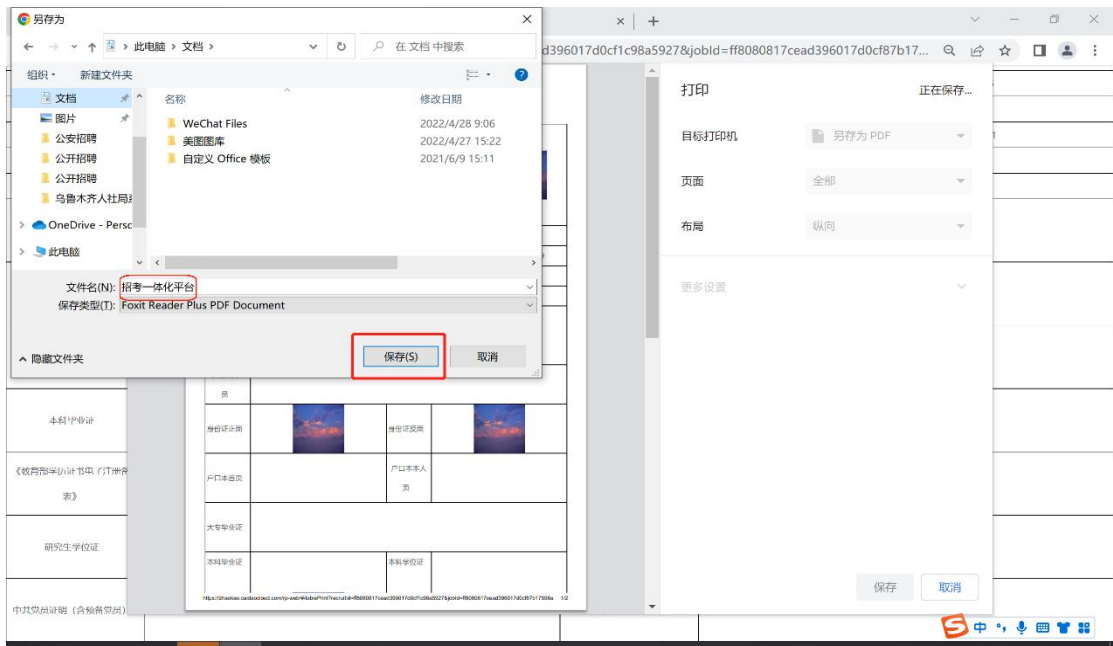 另存为
此电脑 › 文档 ›
在 文档 中搜索
组织
新建文件夹
文档
图片
公安招聘
公开招聘
公开招聘
乌鲁木齐人社局
OneDrive - Perso
此电脑
名称
修改日期
WeChat Files
2022/4/28 9:06
美图图库
2022/4/27 15:22
自定义 Office 模板
2021/6/9 15:11
文件名(N): 招考一体化平台
保存类型(T): Foxit Reader Plus PDF Document
隐藏文件夹
保存(S)
取消
d396017d0cf1c98a5927&jobId=ff8080817cead396017d0cf87b17...
打印
正在保存...
目标打印机
另存为 PDF
页面
全部
布局
纵向
更多设置
保存
取消
员
身份证正面
身份证反面
户口本首页
户口本本人
页
大专毕业证
本科毕业证
本科学位证
1/2
本科毕业证
表》
研究生学位证
中共党员证明（含预备党员）
中